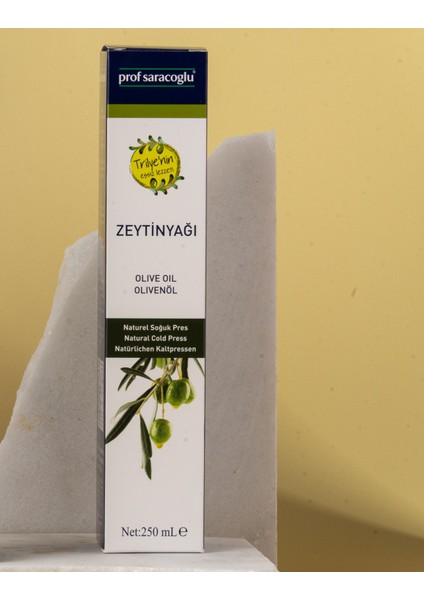 prof saracoglu
Trilye'nin
eşsiz lezzeti
ZEYTİNYAĞI
OLIVE OIL
OLIVENÖL
Naturel Soğuk Pres
Natural Cold Press
Natürlichen Kaltpressen
Net:250 mL℮